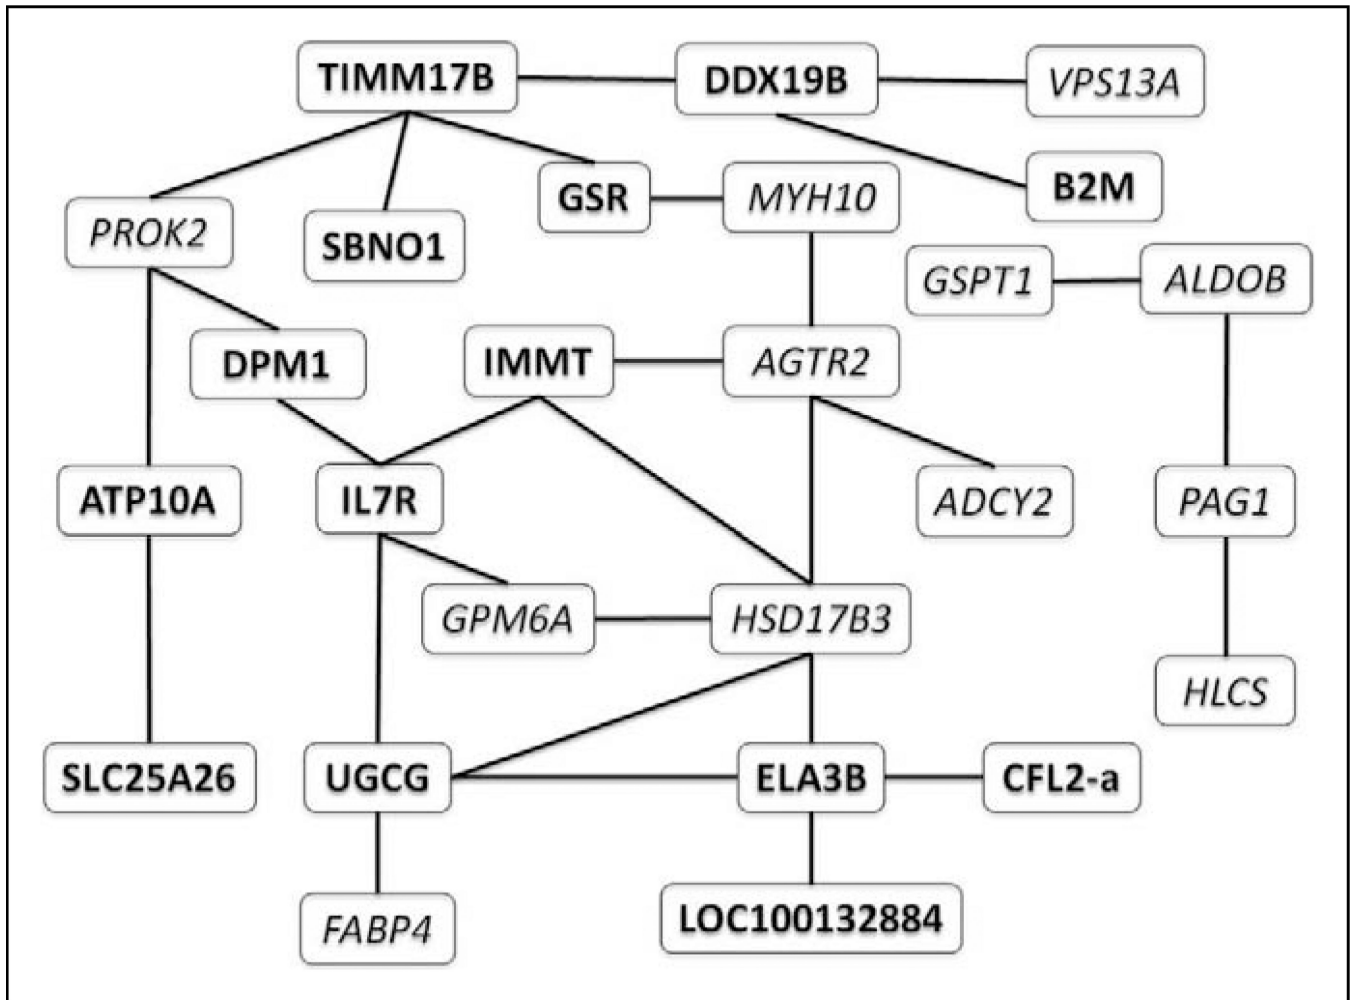 TIMM17B
DDX19B
VPS13A
B2M
GSR
MYH10
PROK2
SBNO1
GSPT1
ALDOB
DPM1
IMMT
AGTR2
ATP10A
IL7R
ADCY2
PAG1
GPM6A
HSD17B3
HLCS
SLC25A26
UGCG
ELA3B
CFL2-a
FABP4
LOC100132884